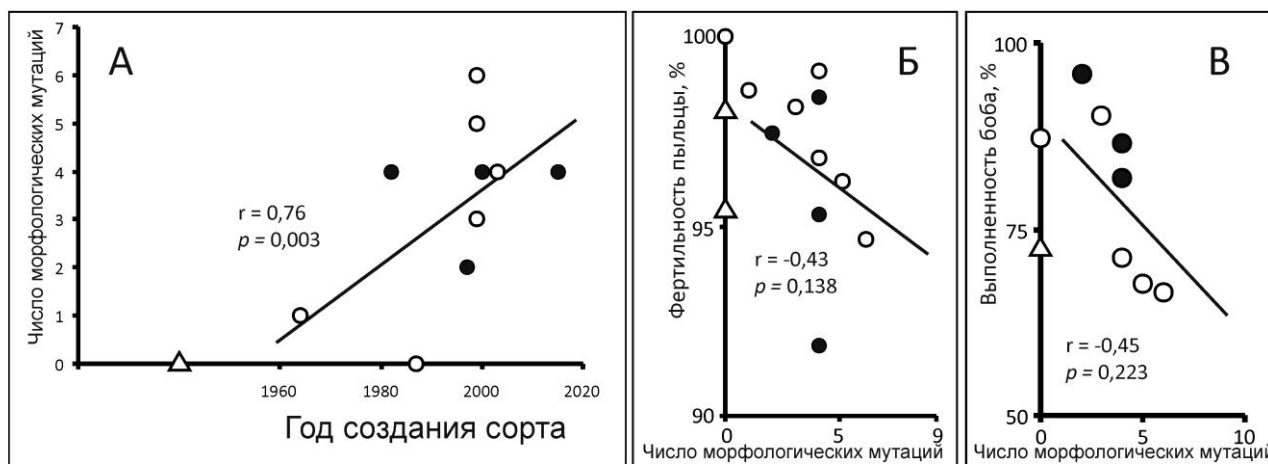 А
Число морфологических мутаций
7
6
5
4
3
2
1
0
r = 0,76
p = 0,003
1960
1980
2000
2020
Год создания сорта
Б
Фертильность пыльцы, %
100
95
90
r = -0,43
p = 0,138
0
5
9
Число морфологических мутаций
В
Выполненность боба, %
100
75
50
r = -0,45
p = 0,223
0
5
10
Число морфологических мутаций